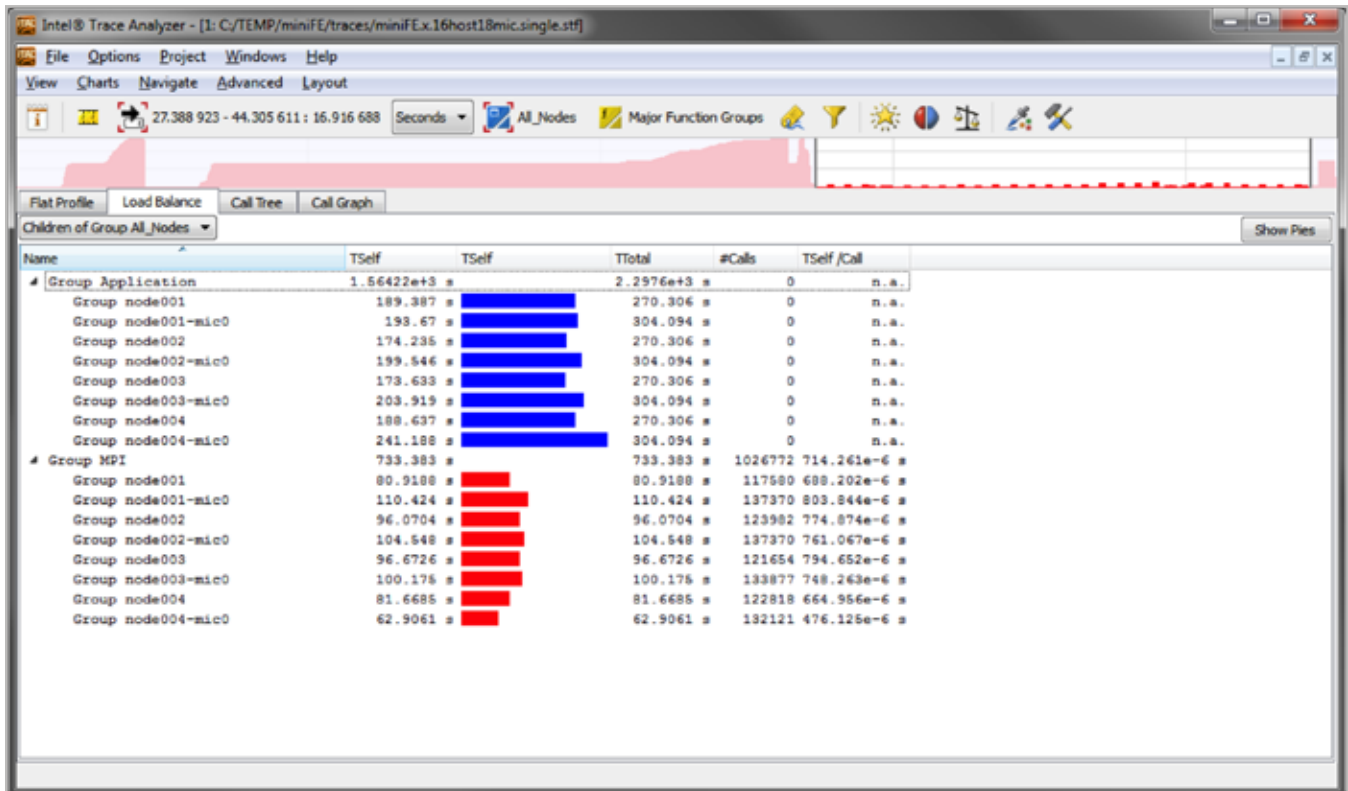 Intel® Trace Analyzer - [1: C:/TEMP/miniFE/traces/miniFE.x.16host18mic.single.stf]
File Options Project Windows Help
View Charts Navigate Advanced Layout
27.388 923 - 44.305 611 : 16.916 688 Seconds All_Nodes Major Function Groups
Flat Profile Load Balance Call Tree Call Graph
Children of Group All_Nodes Show Pies
Name TSelf TSelf TTotal #Calls TSelf /Call
Group Application 1.56422e+3 s 2.2976e+3 s 0 n.a.
Group node001 189.387 s 270.306 s 0 n.a.
Group node001-mic0 193.67 s 304.094 s 0 n.a.
Group node002 174.235 s 270.306 s 0 n.a.
Group node002-mic0 199.546 s 304.094 s 0 n.a.
Group node003 173.633 s 270.306 s 0 n.a.
Group node003-mic0 203.919 s 304.094 s 0 n.a.
Group node004 188.637 s 270.306 s 0 n.a.
Group node004-mic0 241.188 s 304.094 s 0 n.a.
Group MPI 733.383 s 733.383 s 1026772 714.261e-6 s
Group node001 80.9188 s 80.9188 s 117580 688.202e-6 s
Group node001-mic0 110.424 s 110.424 s 137370 803.844e-6 s
Group node002 96.0704 s 96.0704 s 123982 774.874e-6 s
Group node002-mic0 104.548 s 104.548 s 137370 761.067e-6 s
Group node003 96.6726 s 96.6726 s 121654 794.652e-6 s
Group node003-mic0 100.175 s 100.175 s 133877 748.263e-6 s
Group node004 81.6685 s 81.6685 s 122818 664.956e-6 s
Group node004-mic0 62.9061 s 62.9061 s 132121 476.125e-6 s